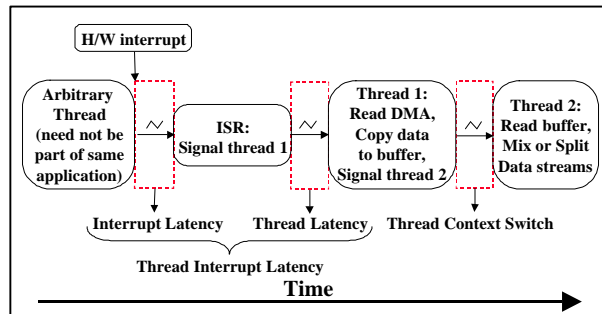 H/W interrupt
Arbitrary
Thread
(need not be
part of same
application)
ISR:
Signal thread 1
Thread 1:
Read DMA,
Copy data
to buffer,
Signal thread 2
Thread 2:
Read buffer,
Mix or Split
Data streams
Interrupt Latency
Thread Latency
Thread Context Switch
Thread Interrupt Latency
Time